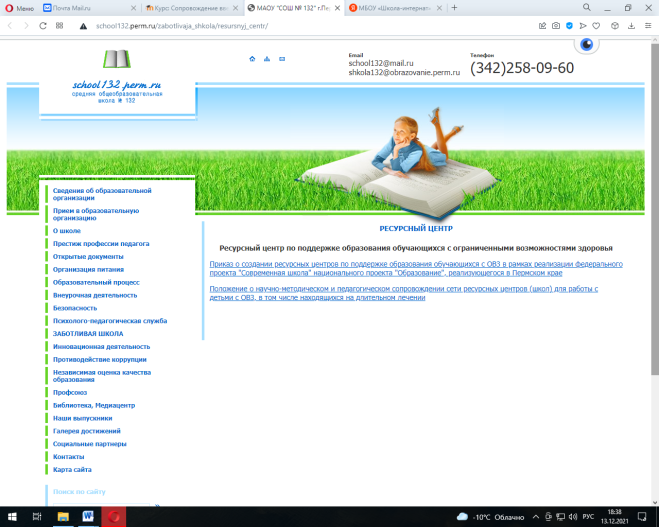 Меню
Почта Mail.ru
Курс: Сопровождение
МАОУ "СОШ № 132" г.Пе
МБОУ «Школа-интернат
school132.perm.ru/zabotlivaja_shkola/resursnyj_centr/
school132.perm.ru
средняя общеобразовательная
школа № 132
Email
school132@mail.ru
shkola132@obrazovanie.perm.ru
Телефон
(342)258-09-60
Сведения об образовательной
организации
Прием в образовательную
организацию
О школе
Престиж профессии педагога
Открытые документы
Организация питания
Образовательный процесс
Внеурочная деятельность
Безопасность
Психолого-педагогическая служба
ЗАБОТЛИВАЯ ШКОЛА
Инновационная деятельность
Противодействие коррупции
Независимая оценка качества
образования
Профсоюз
Библиотека, Медиацентр
Наши выпускники
Галерея достижений
Социальные партнеры
Контакты
Карта сайта
Поиск по сайту
РЕСУРСНЫЙ ЦЕНТР
Ресурсный центр по поддержке образования обучающихся с ограниченными возможностями здоровья
Приказ о создании ресурсных центров по поддержке образования обучающихся с ОВЗ в рамках реализации федерального
проекта "Современная школа" национального проекта "Образование", реализующегося в Пермском крае
Положение о научно-методическом и педагогическом сопровождении сети ресурсных центров (школ) для работы с
детьми с ОВЗ, в том числе находящихся на длительном лечении
-10°C Облачно
РУС
18:38
13.12.2021